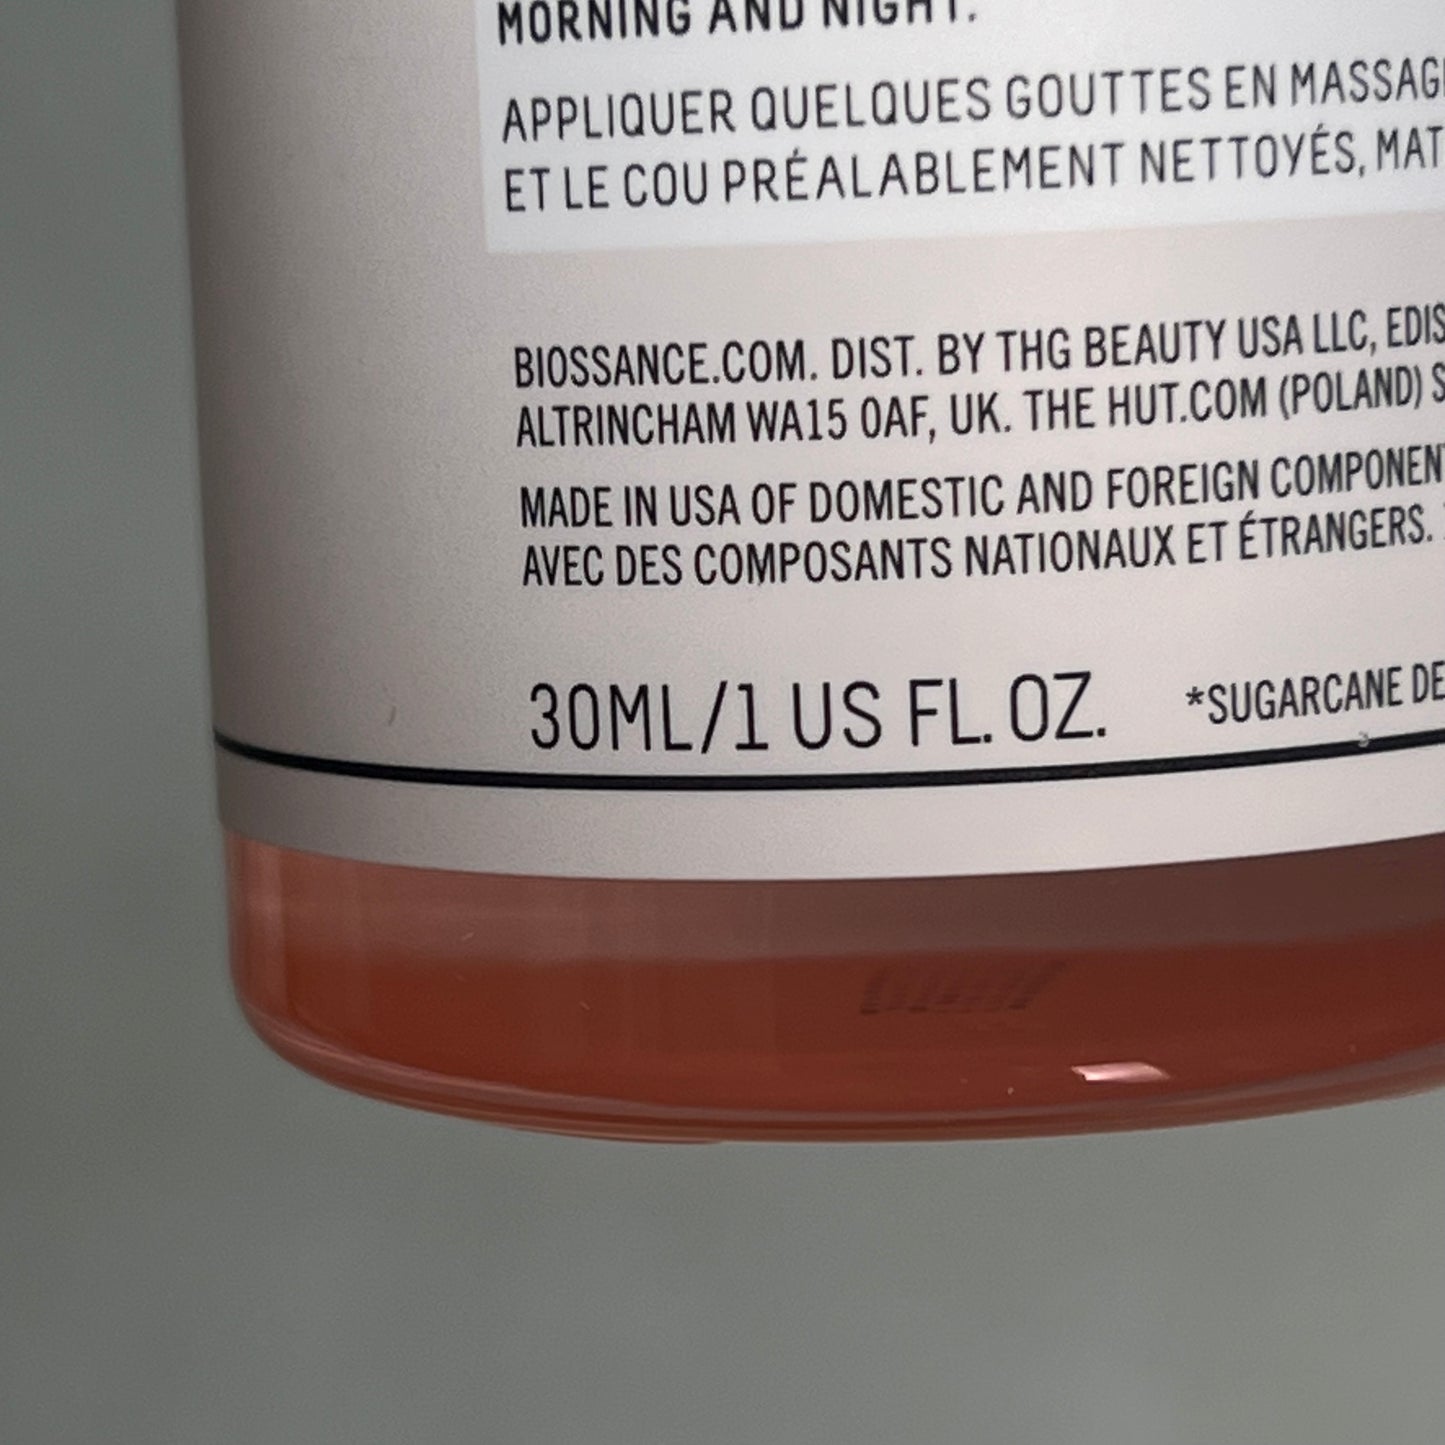 MORNING AND NIGHT.
APPLIQUER QUELQUES GOUTTES EN MASSAG
ET LE COU PRÉALABLEMENT NETTOYÉS, MAT
BIOSSANCE.COM. DIST. BY THG BEAUTY USA LLC, EDIS
ALTRINCHAM WA15 0AF, UK. THE HUT.COM (POLAND) S
MADE IN USA OF DOMESTIC AND FOREIGN COMPONEN
AVEC DES COMPOSANTS NATIONAUX ET ÉTRANGERS.
30ML/1 US FL. OZ. *SUGARCANE DE